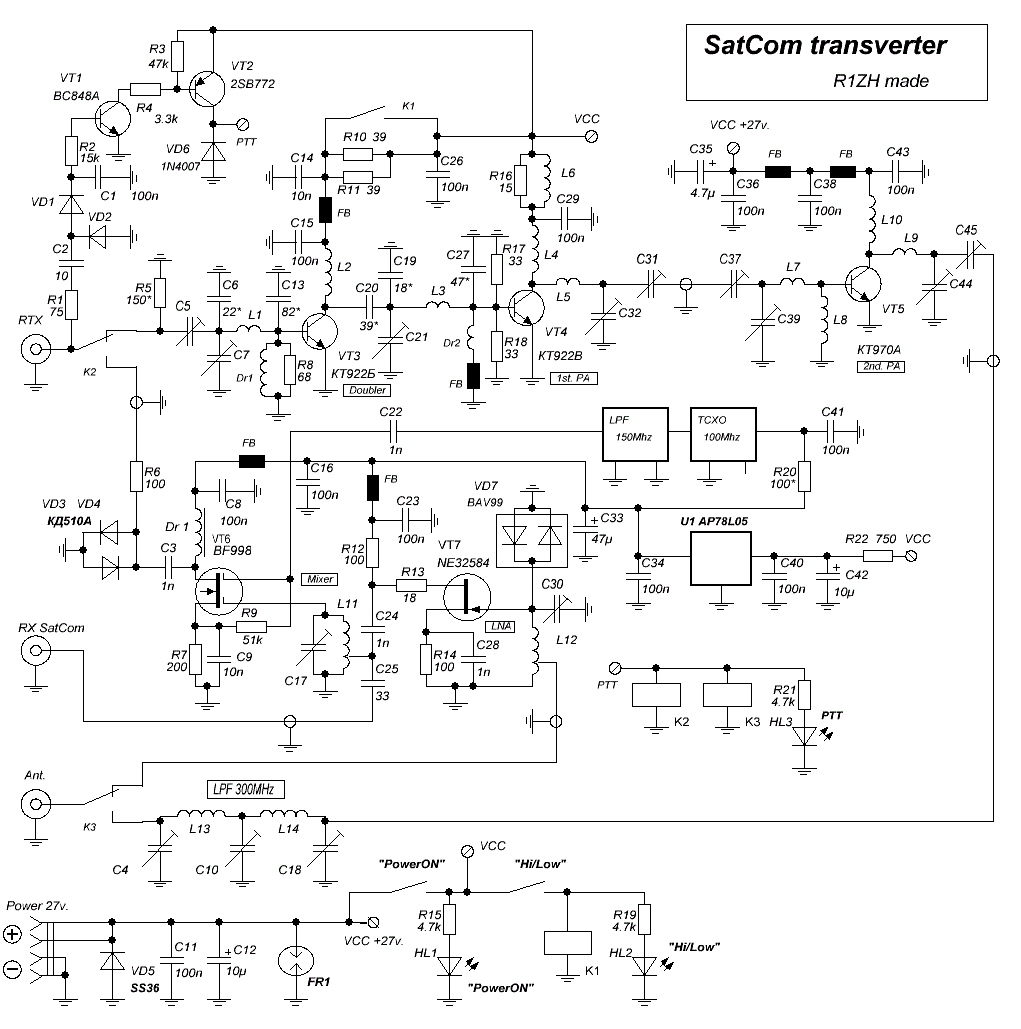 SatCom transverter
R1ZH made
R3
47k
VT1
BC848A
VT2
2SB772
R4
3.3k
PTT
R2
15k
VD6
1N4007
C1
100n
VD1
VD2
C2
10
R1
75
RTX
K2
R5
150*
C5
C6
22*
C7
L1
C13
82*
Dr1
R8
68
C14
10n
R10 39
R11 39
K1
FB
C15
100n
L2
C26
100n
VT3
КТ922Б
Doubler
C20
39*
C19
18*
C21
L3
C27
47*
Dr2
FB
R17
33
R18
33
VCC
R16
15
L6
C29
100n
L4
VT4
КТ922В
1st. PA
L5
C31
C32
C37
C39
L7
L8
VCC +27v.
C35
+
4.7µ
C36
100n
FB
C38
100n
FB
C43
100n
L10
L9
C45
C44
VT5
КТ970А
2nd. PA
C22
1n
LPF
150Mhz
TCXO
100Mhz
C41
100n
R20
100*
R6
100
VD3 VD4
КД510А
C3
1n
FB
C8
100n
Dr 1
VT6
BF998
C16
100n
FB
C23
100n
R12
100
Mixer
R9
51k
R7
200
C9
10n
L11
C17
C24
1n
C25
33
R13
18
VT7
NE32584
LNA
R14
100
C28
1n
VD7
BAV99
C30
L12
C33
+
47µ
U1 AP78L05
C34
100n
C40
100n
+
C42
10µ
R22 750
VCC
RX SatCom
PTT
K2
K3
R21
4.7k
HL3
PTT
Ant.
K3
LPF 300MHz
L13
L14
C4
C10
C18
Power 27v.
VD5
SS36
C11
100n
+
C12
10µ
FR1
VCC +27v.
"PowerON"
VCC
"Hi/Low"
R15
4.7k
HL1
"PowerON"
K1
R19
4.7k
HL2
"Hi/Low"